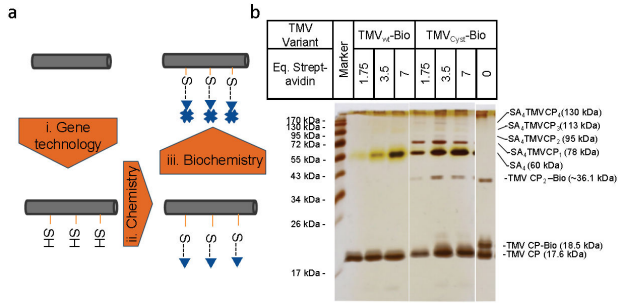 a
b
S S S
i. Gene
technology
iii. Biochemistry
ii. Chemistry
SH SH SH
S S S
TMV
Variant
Marker
TMVwt-Bio
TMVCyst-Bio
Eq. Strept-
avidin
1.75 3.5 7 1.75 3.5 7 0
170 kDa -
130 kDa -
95 kDa -
72 kDa -
55 kDa -
43 kDa -
34 kDa -
26 kDa -
17 kDa -
SA4TMVCP4 (130 kDa)
SA4TMVCP3 (113 kDa)
SA4TMVCP2 (95 kDa)
SA4TMVCP1 (78 kDa)
SA4 (60 kDa)
-TMV CP2–Bio (~36.1 kDa)
-TMV CP-Bio (18.5 kDa)
-TMV CP (17.6 kDa)